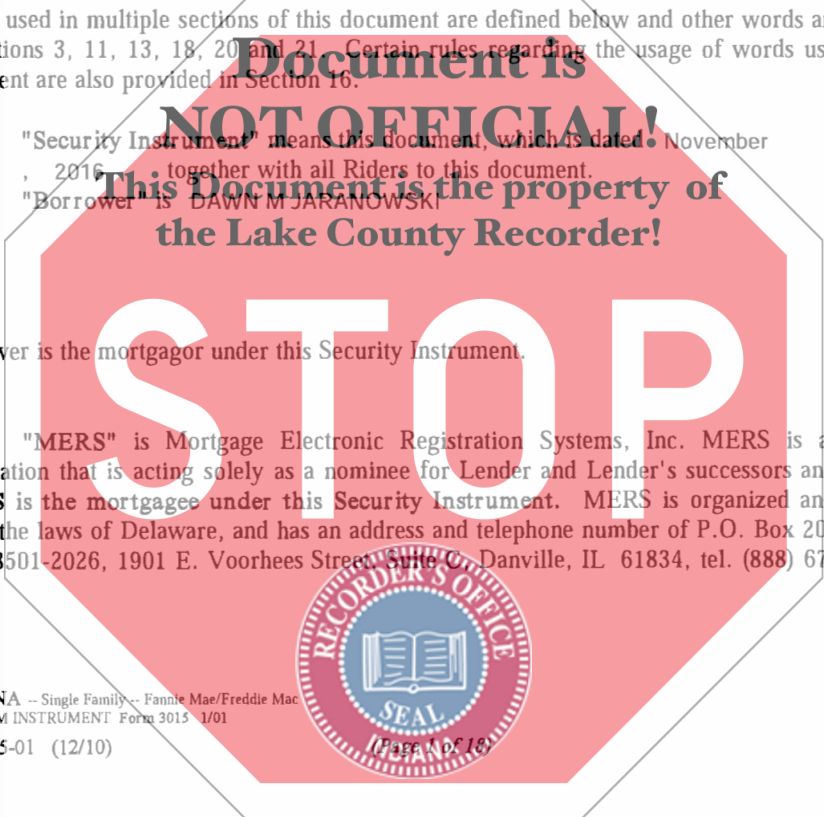 used in multiple sections of this document are defined below and other words a
tions 3, 11, 13, 18, 20 and 21. Certain rules regarding the usage of words us
ent are also provided in Section 16.
Document is
NOT OFFICIAL!
"Security Instrument" means this document, which is dated November
, 2016 together with all Riders to this document.
This Document is the property of
"Borrower" is DAWN M JARANOWSKI
the Lake County Recorder!
STOP
wer is the mortgagor under this Security Instrument.
"MERS" is Mortgage Electronic Registration Systems, Inc. MERS is a
ation that is acting solely as a nominee for Lender and Lender's successors an
S is the mortgagee under this Security Instrument. MERS is organized an
the laws of Delaware, and has an address and telephone number of P.O. Box 20
8501-2026, 1901 E. Voorhees Street, Suite C, Danville, IL 61834, tel. (888) 67
RECORDER'S OFFICE
SEAL
INDIANA
NA -- Single Family -- Fannie Mae/Freddie Mac
M INSTRUMENT Form 3015 1/01
5-01 (12/10)
(Page 1 of 18)